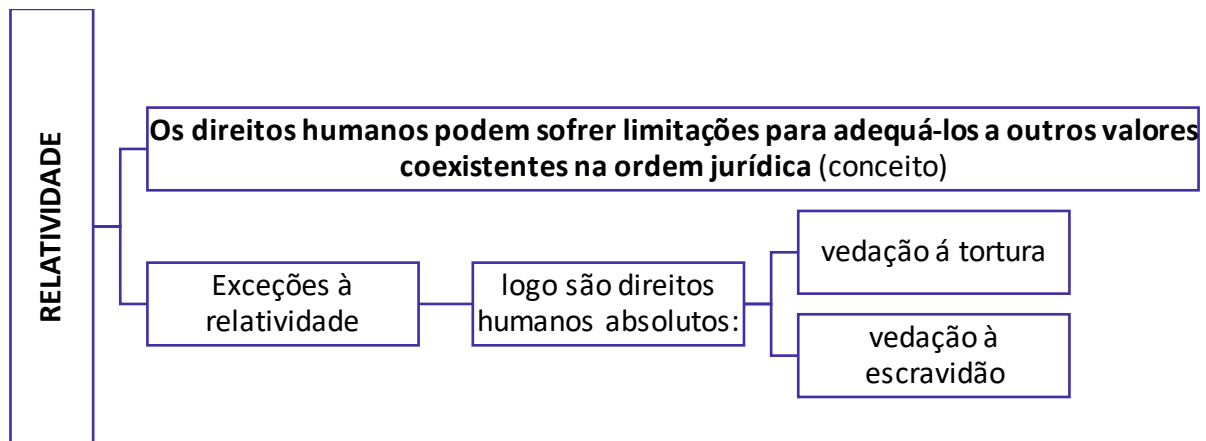 RELATIVIDADE
Os direitos humanos podem sofrer limitações para adequá-los a outros valores
coexistentes na ordem jurídica (conceito)
Exceções à
relatividade
logo são direitos
humanos absolutos:
vedação á tortura
vedação à
escravidão